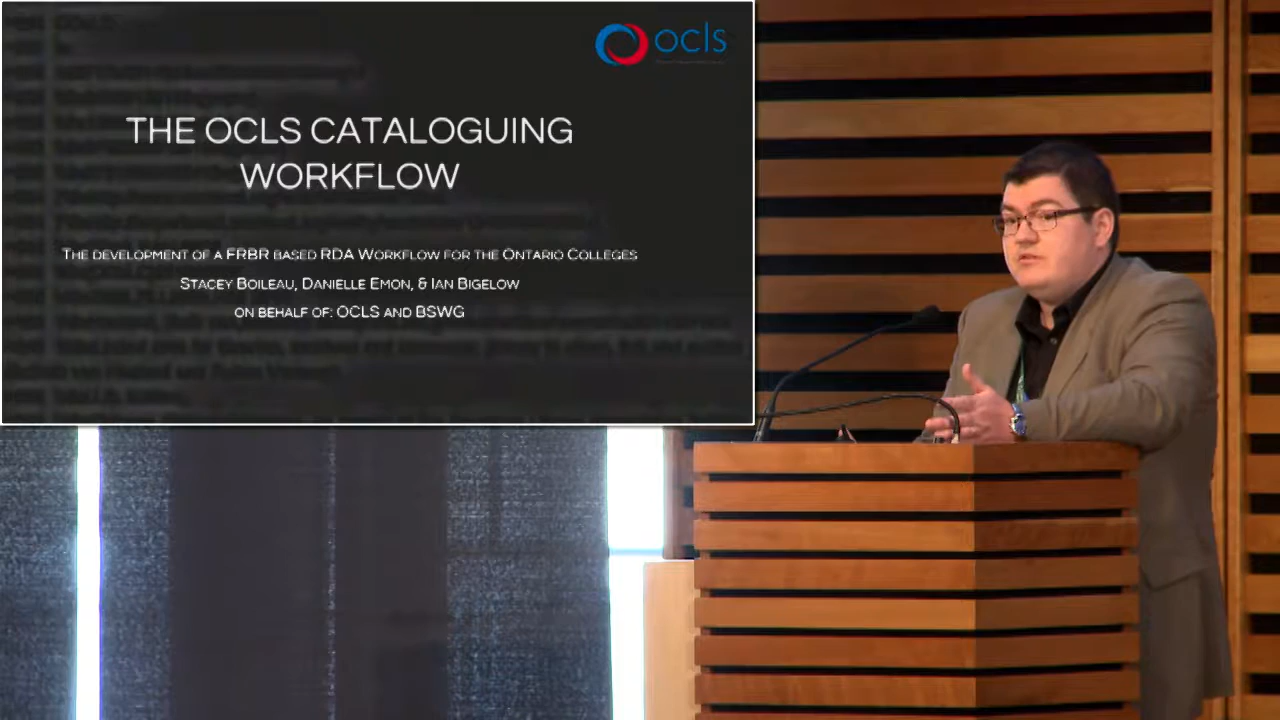 ocls
THE OCLS CATALOGUING
WORKFLOW
THE DEVELOPMENT OF A FRBR BASED RDA WORKFLOW FOR THE ONTARIO COLLEGES
STACEY BOILEAU, DANIELLE EMON, & IAN BIGELOW
ON BEHALF OF: OCLS AND BSWG